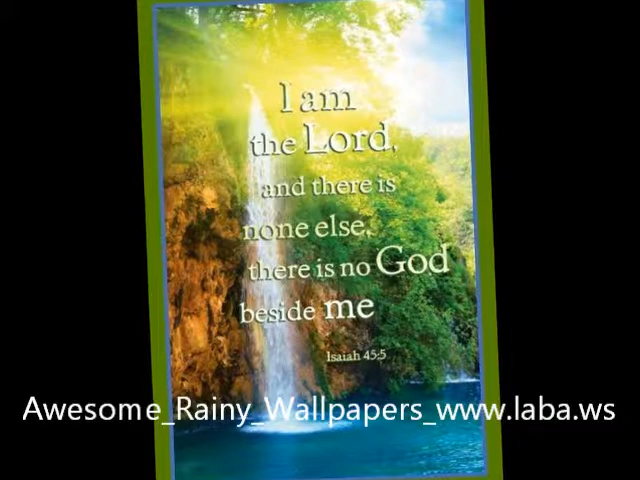 I am
the Lord,
and there is
none else,
there is no God
beside me
Isaiah 45:5
Awesome_Rainy_Wallpapers_www.laba.ws